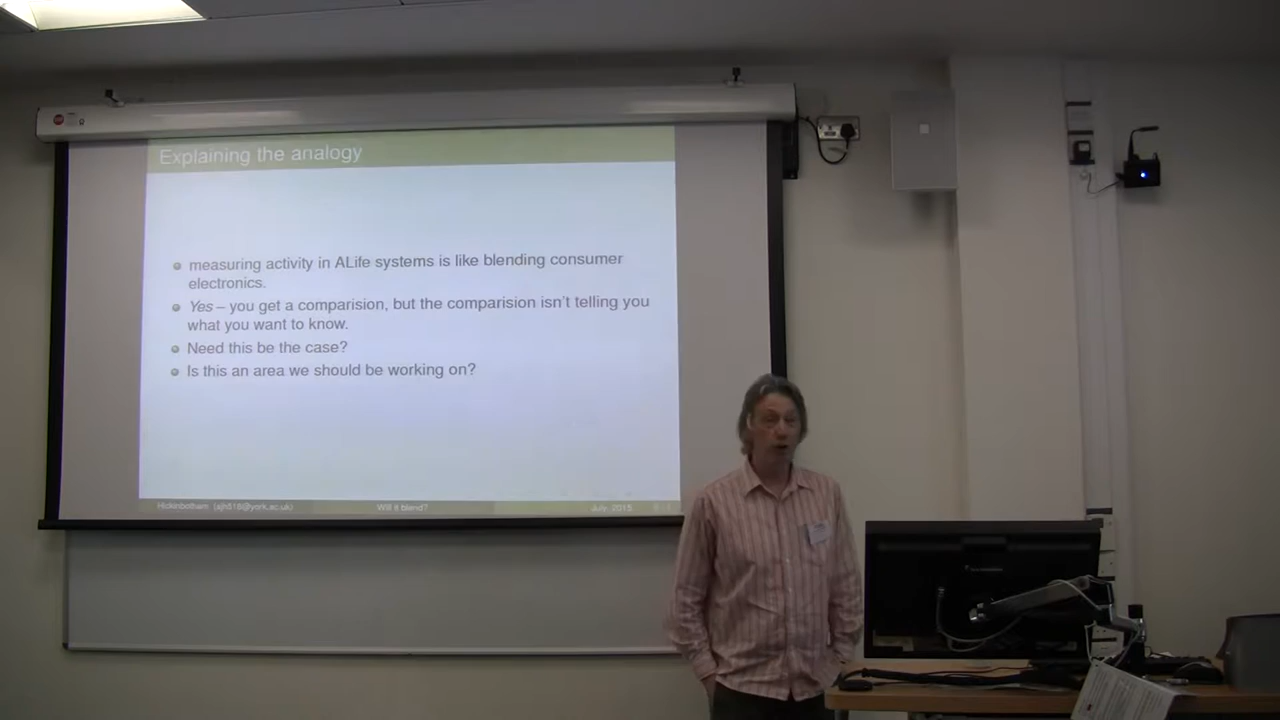 Explaining the analogy
measuring activity in ALife systems is like blending consumer
electronics.
Yes – you get a comparision, but the comparision isn't telling you
what you want to know.
Need this be the case?
Is this an area we should be working on?
Hickinbotham (ajh516@york.ac.uk) Will it blend? July, 2015